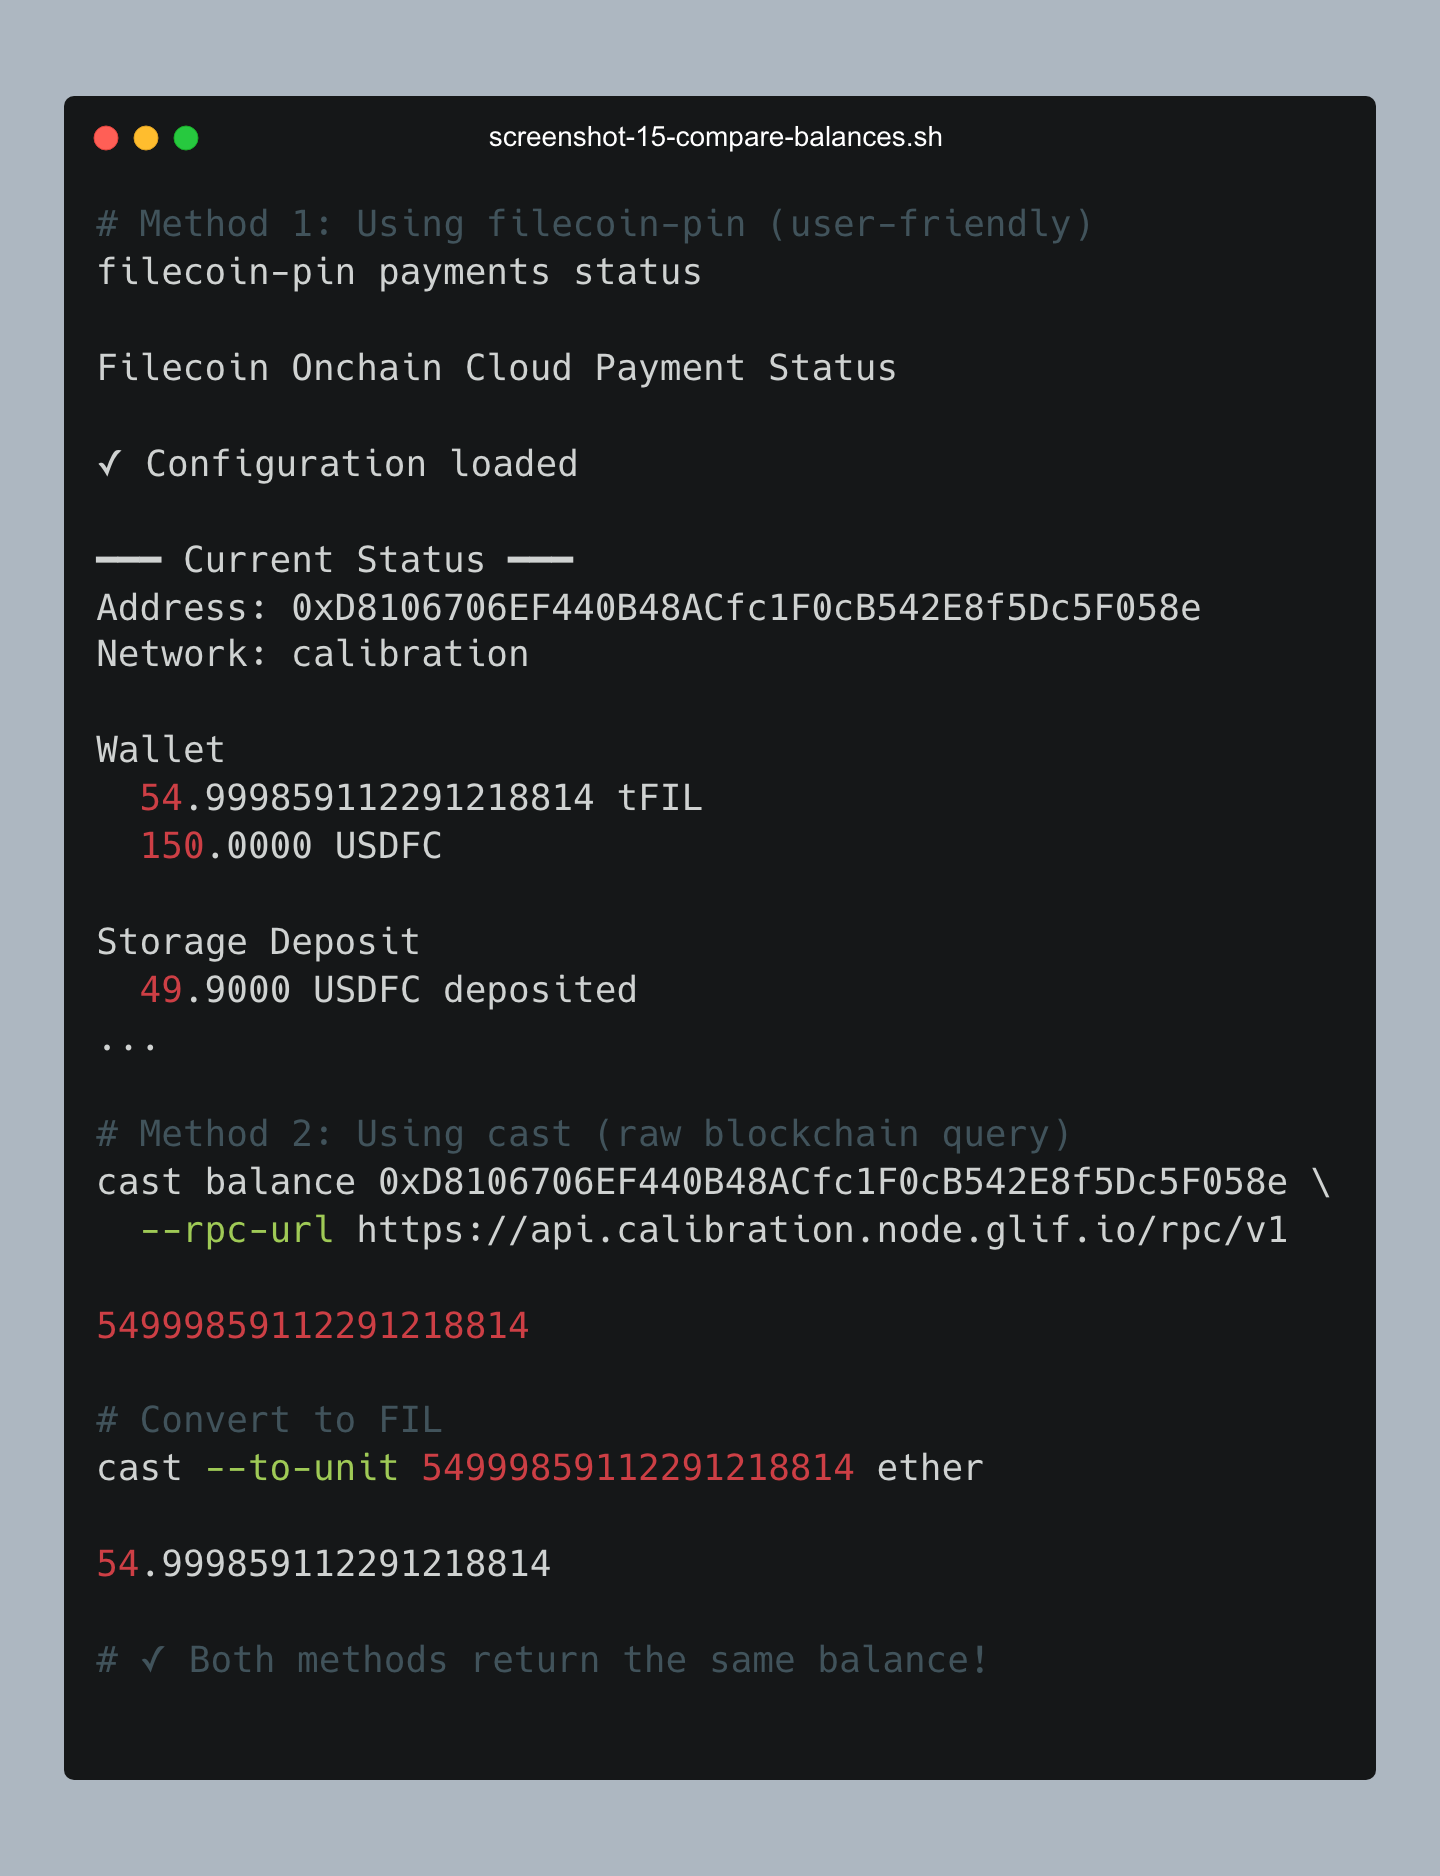 screenshot-15-compare-balances.sh
# Method 1: Using filecoin-pin (user-friendly)
filecoin-pin payments status
Filecoin Onchain Cloud Payment Status
✓ Configuration loaded
━━━ Current Status ━━━
Address: 0xD8106706EF440B48ACfc1F0cB542E8f5Dc5F058e
Network: calibration
Wallet
  54.999859112291218814 tFIL
  150.0000 USDFC
Storage Deposit
  49.9000 USDFC deposited
...
# Method 2: Using cast (raw blockchain query)
cast balance 0xD8106706EF440B48ACfc1F0cB542E8f5Dc5F058e \
  --rpc-url https://api.calibration.node.glif.io/rpc/v1
54999859112291218814
# Convert to FIL
cast --to-unit 54999859112291218814 ether
54.999859112291218814
# ✓ Both methods return the same balance!